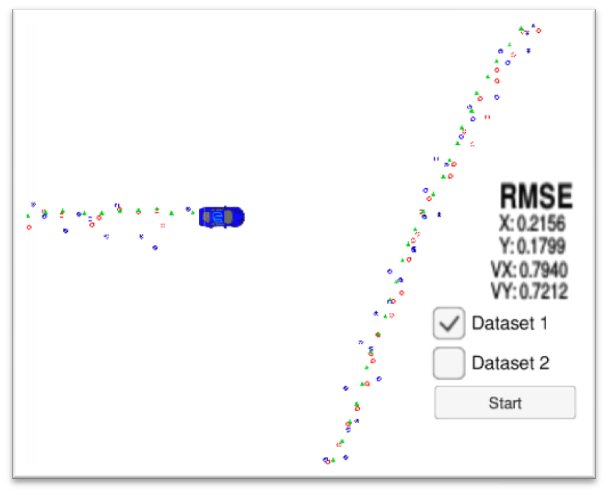 RMSE
X: 0.2156
Y: 0.1799
VX: 0.7940
VY: 0.7212
Dataset 1
Dataset 2
Start